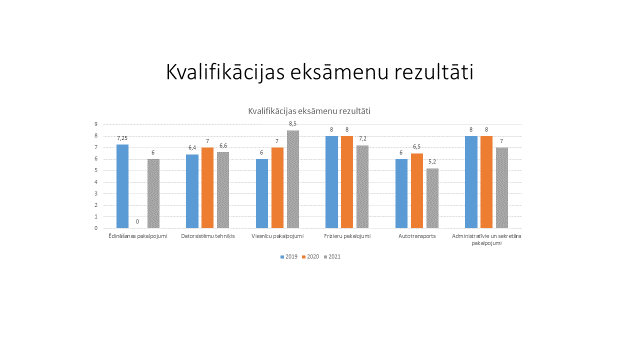 Kvalifikācijas eksāmenu rezultāti
Kvalifikācijas eksāmenu rezultāti
9
8
7
6
5
4
3
2
1
0
7,25
0
6
6,4
7
6,6
6
7
8,5
8
8
7,2
6
6,5
5,2
8
8
7
Ēdināšanas pakalpojumi
Datorsistēmu tehniķis
Viesnīcu pakalpojumi
Frizieru pakalpojumi
Autotransports
Administratīvie un sekretāra
pakalpojumi
2019 2020 2021